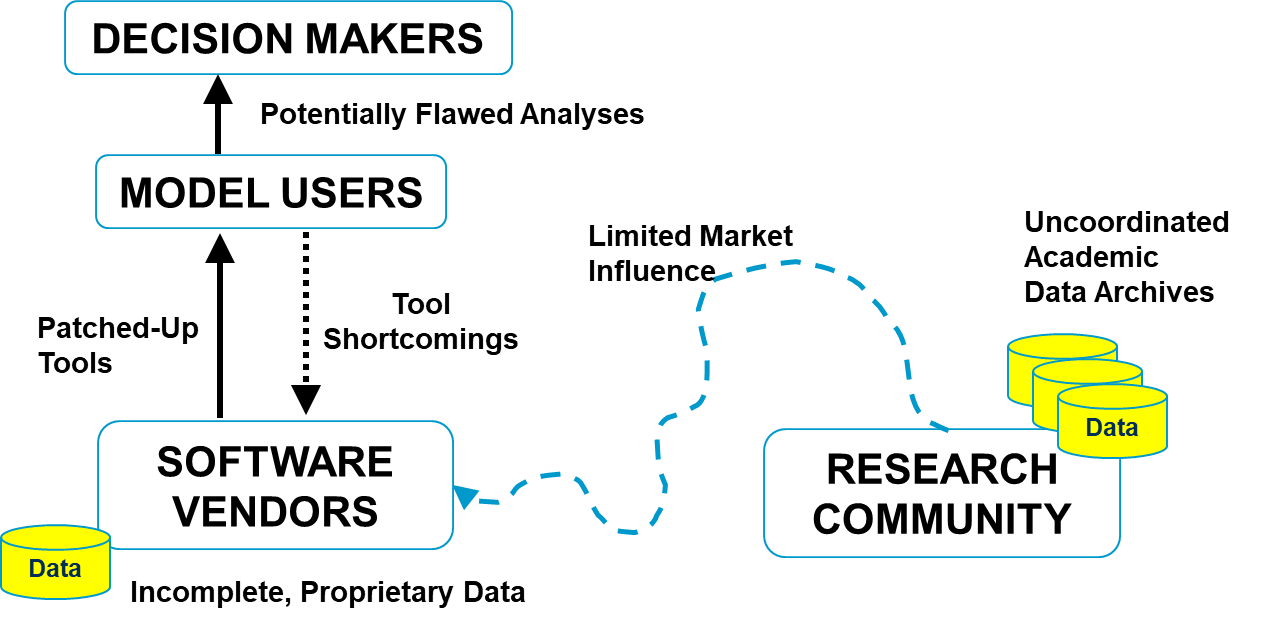 DECISION MAKERS
Potentially Flawed Analyses
MODEL USERS
Limited Market
Influence
Uncoordinated
Academic
Data Archives
Patched-Up
Tools
Tool
Shortcomings
Data
SOFTWARE
VENDORS
RESEARCH
COMMUNITY
Data
Incomplete, Proprietary Data